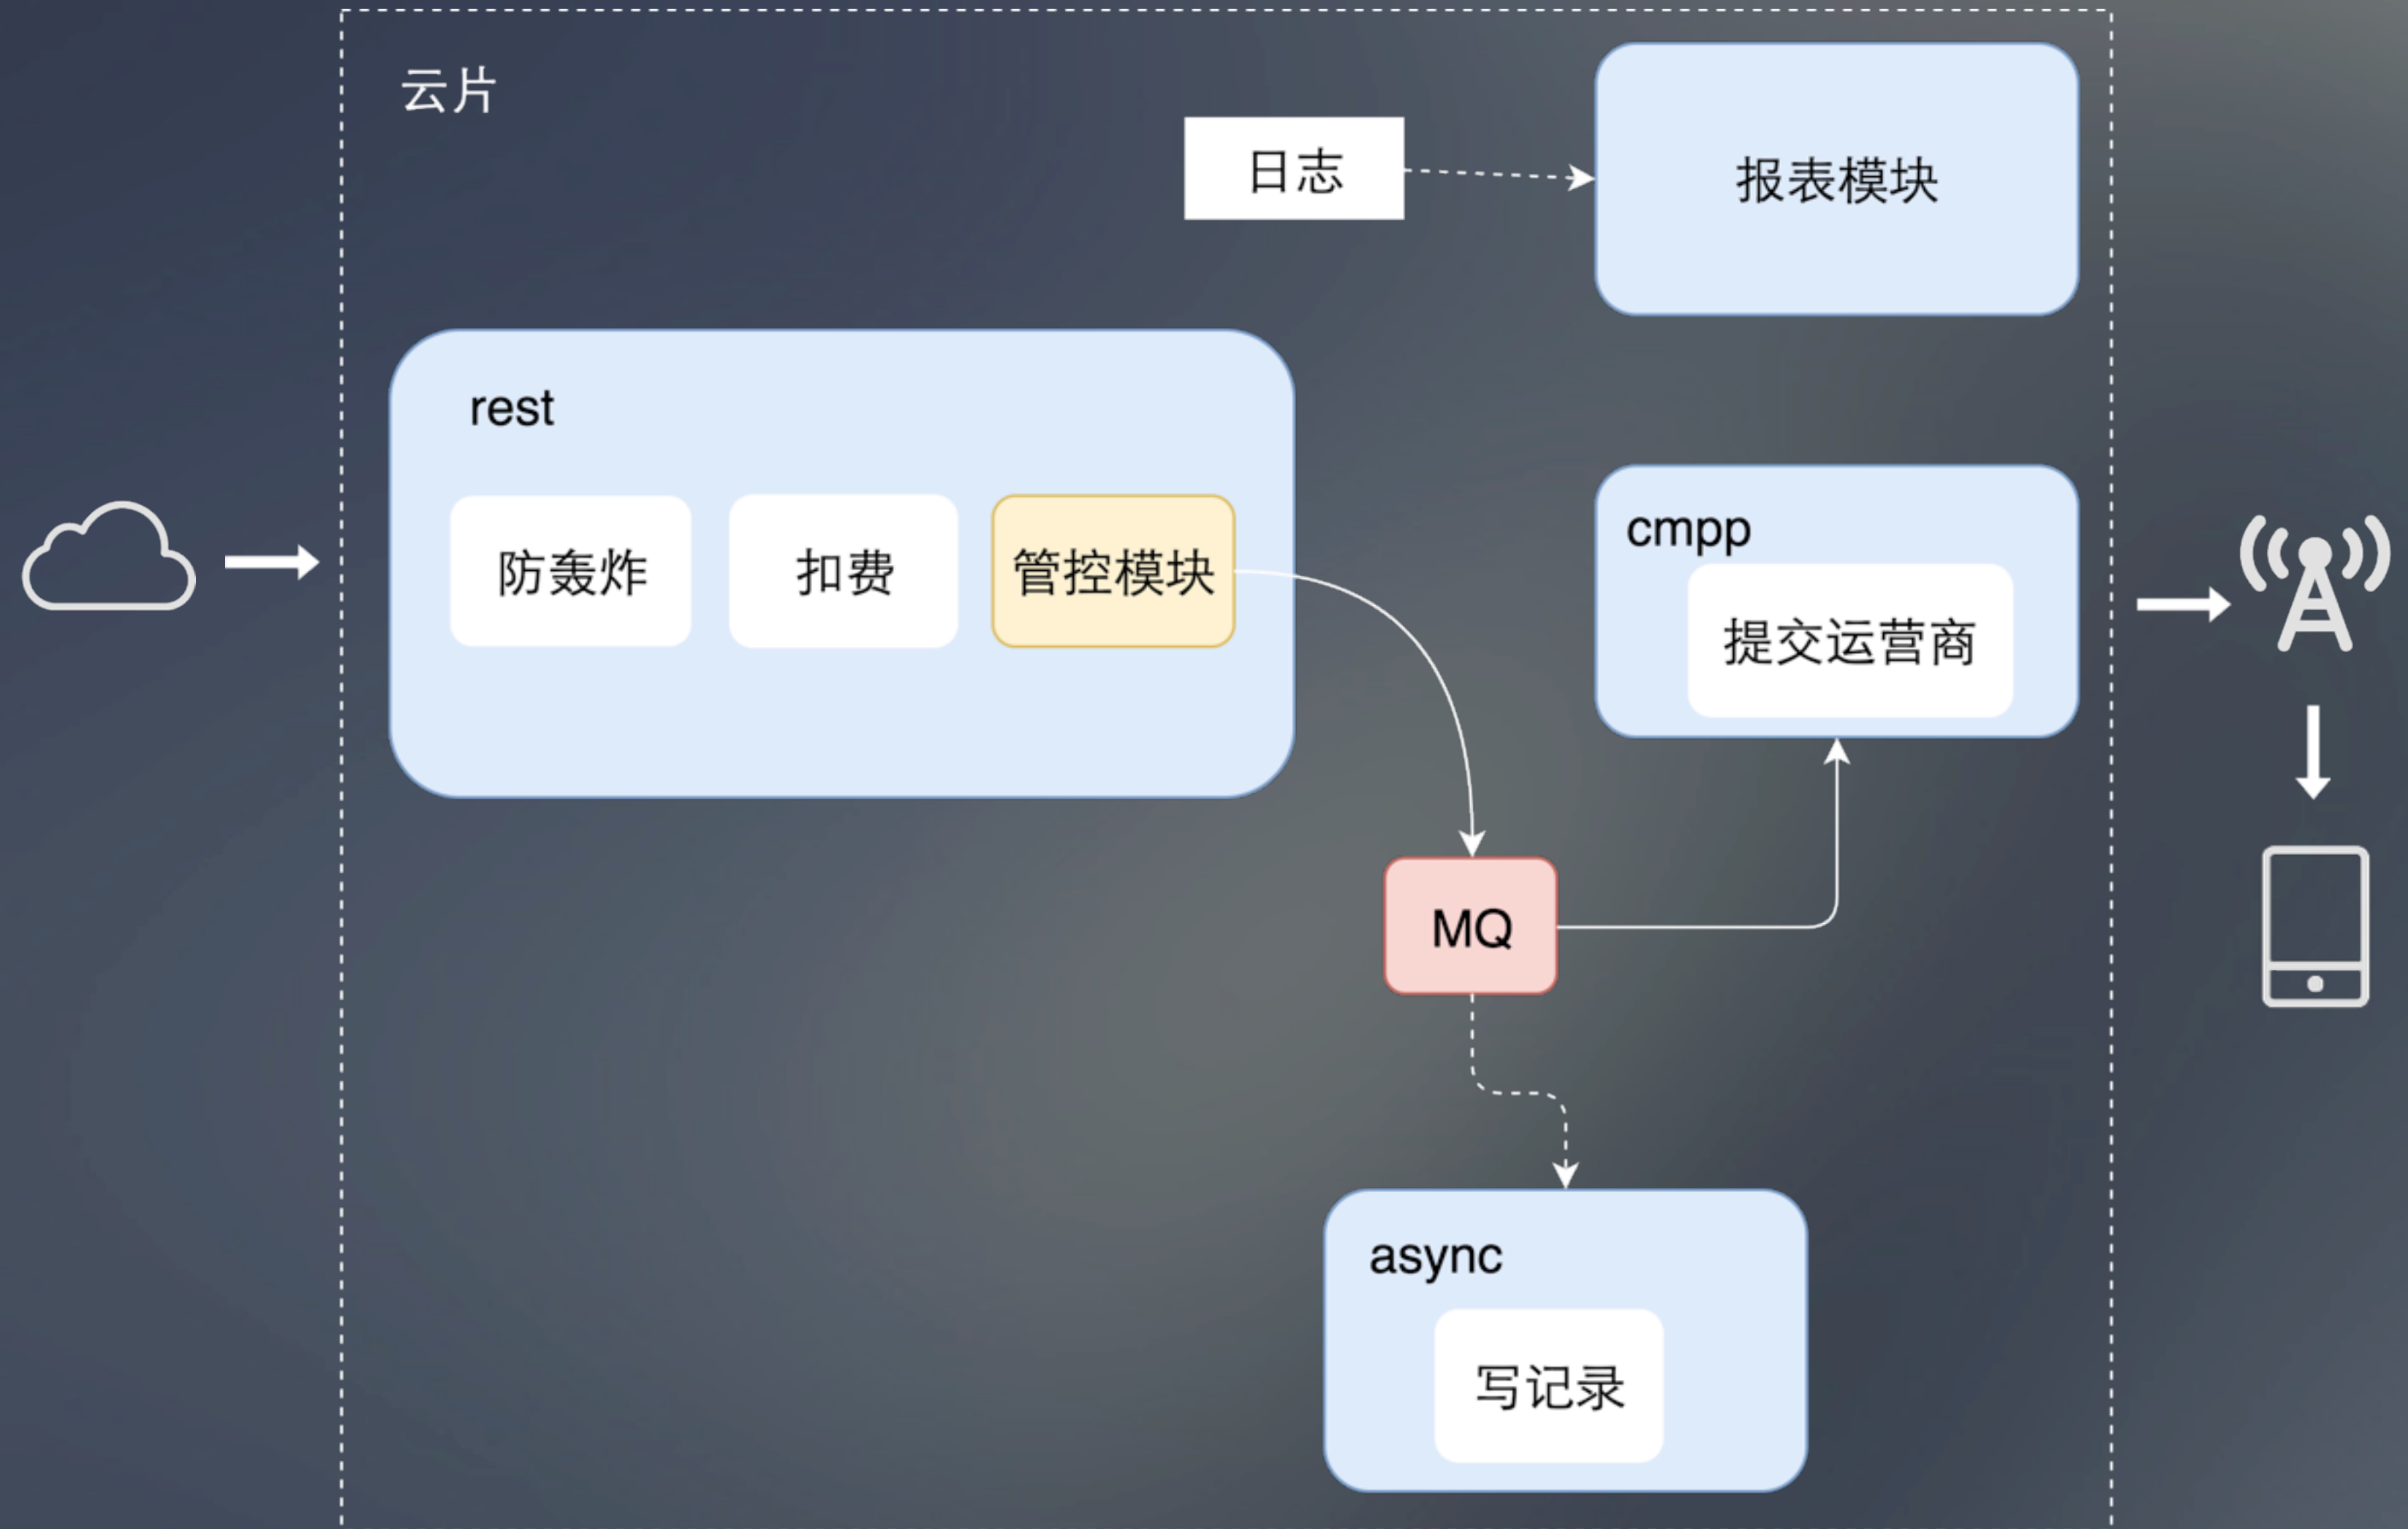 云片
日志
报表模块
rest
防轰炸
扣费
管控模块
cmpp
提交运营商
MQ
async
写记录